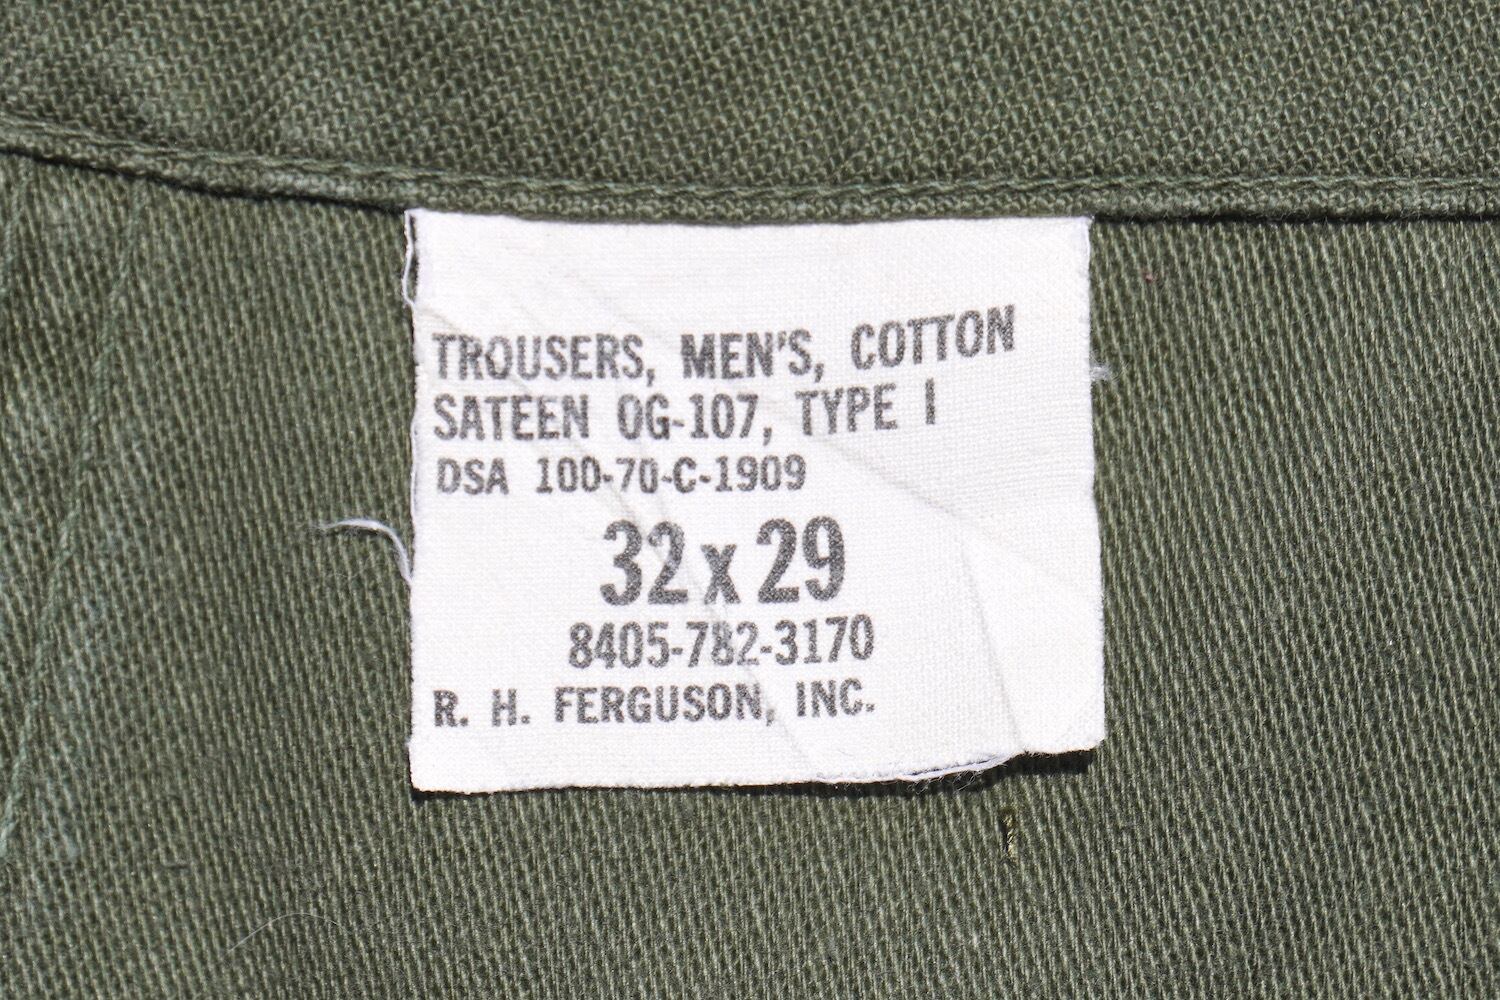 TROUSERS, MEN'S, COTTON
SATEEN OG-107, TYPE I
DSA 100-70-C-1909
32 x 29
8405-782-3170
R. H. FERGUSON, INC.